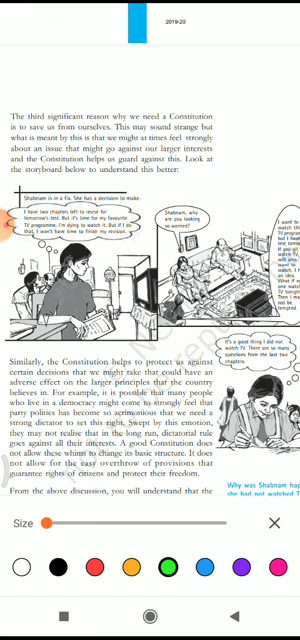 2019-20
The third significant reason why we need a Constitution
is to save us from ourselves. This may sound strange but
what is meant by this is that we might at times feel strongly
about an issue that might go against our larger interests
and the Constitution helps us guard against this. Look at
the storyboard below to understand this better:
Shabnam is in a fix. She has a decision to make.
I have two chapters left to revise for
tomorrow's test. But it's time for my favourite
TV programme. I'm dying to watch it. But if I do
that, I won't have time to finish my revision.
Shabnam, why
are you looking
so worried?
I want to
watch this
TV program
but I have
test tomor
If you all
watch TV,
will also
want to
watch. I h
an idea.
What if no
one watch
TV tonight
Then I ma
not be
tempted.
It's a good thing I did not
watch TV. There are so many
questions from the last two
chapters.
Similarly, the Constitution helps to protect us against
certain decisions that we might take that could have an
adverse effect on the larger principles that the country
believes in. For example, it is possible that many people
who live in a democracy might come to strongly feel that
party politics has become so acrimonious that we need a
strong dictator to set this right. Swept by this emotion,
they may not realise that in the long run, dictatorial rule
goes against all their interests. A good Constitution does
not allow these whims to change its basic structure. It does
not allow for the easy overthrow of provisions that
guarantee rights of citizens and protect their freedom.
From the above discussion, you will understand that the
Why was Shabnam hap
she had not watched T
Size